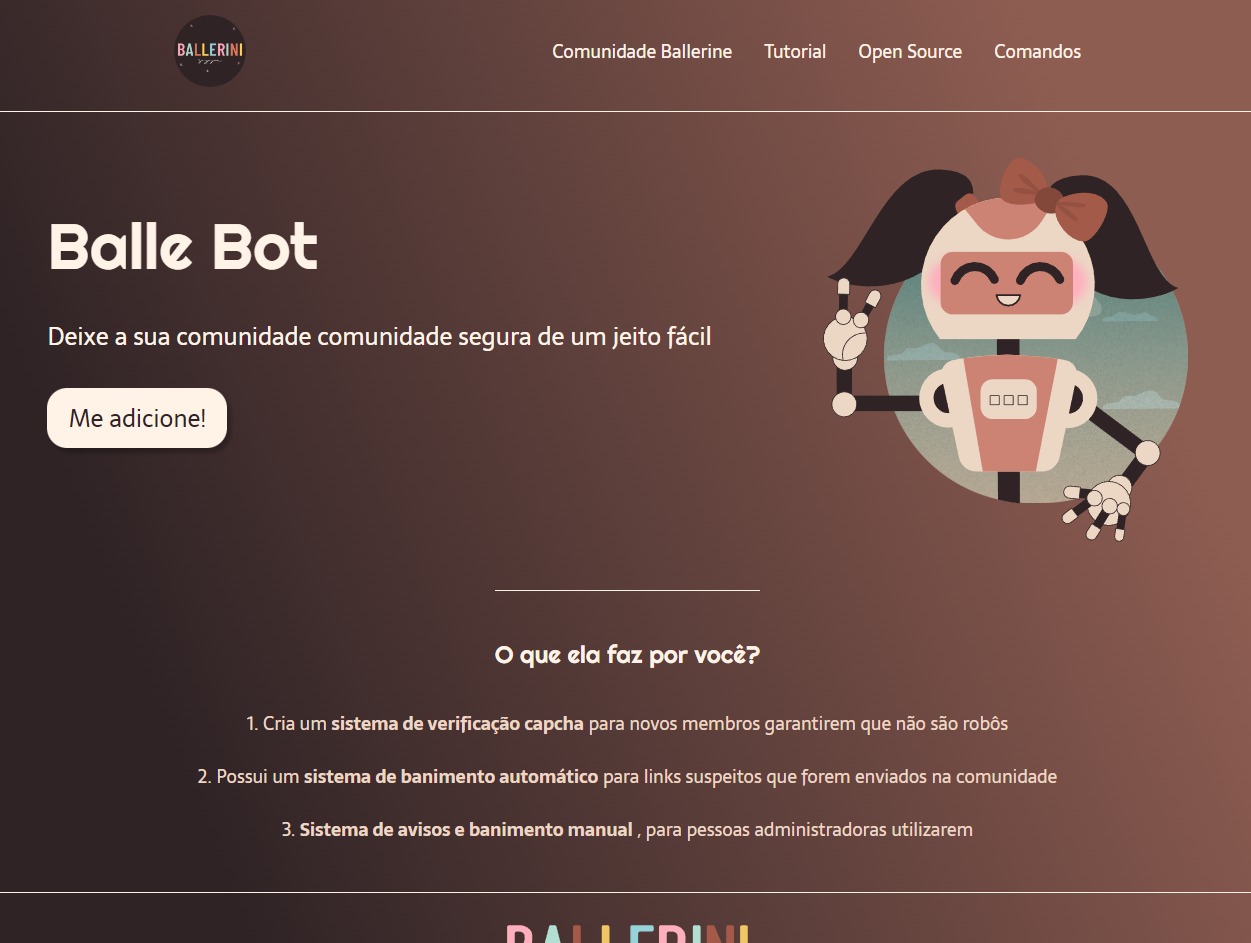 BALLERINI
Comunidade Ballerine
Tutorial
Open Source
Comandos
Balle Bot
Deixe a sua comunidade comunidade segura de um jeito fácil
Me adicione!
O que ela faz por você?
1. Cria um sistema de verificação capcha para novos membros garantirem que não são robôs
2. Possui um sistema de banimento automático para links suspeitos que forem enviados na comunidade
3. Sistema de avisos e banimento manual , para pessoas administradoras utilizarem
BALLERINI